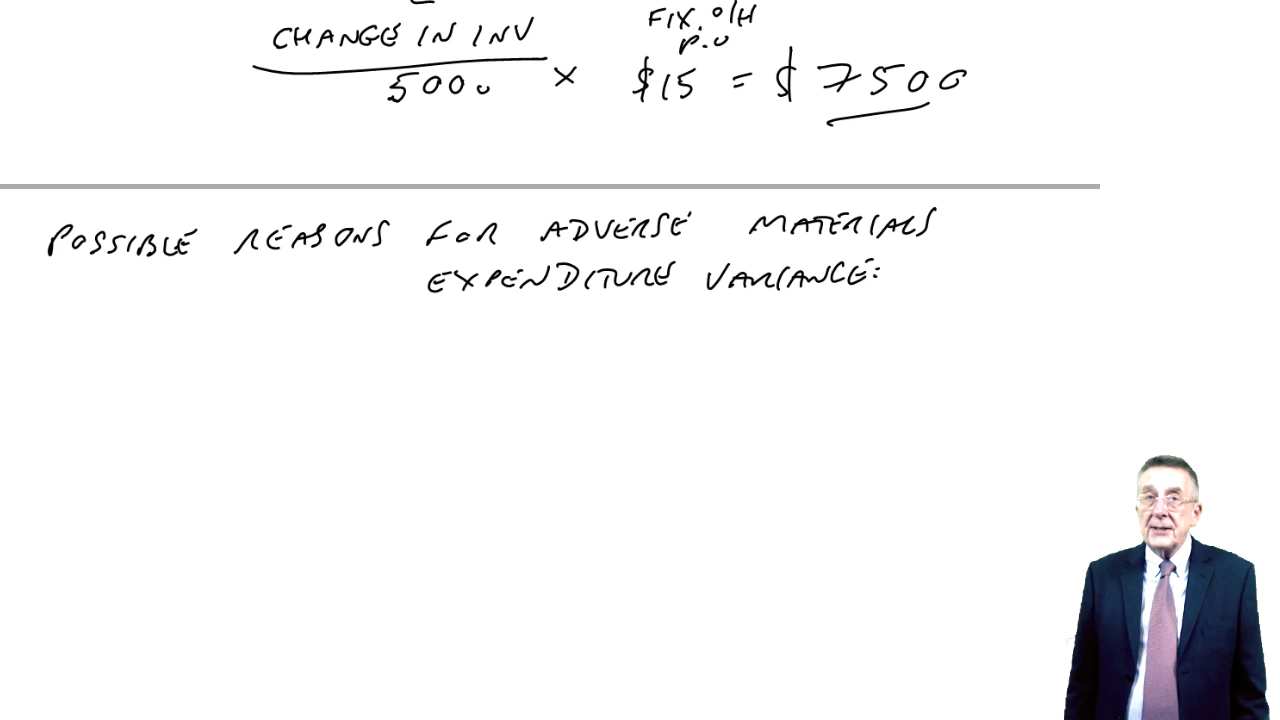 FIX. O/H
CHANGE IN INV P.U
5000 × $15 = $7500
POSSIBLE REASONS FOR ADVERSE MATERIALS
EXPENDITURE VARIANCE: